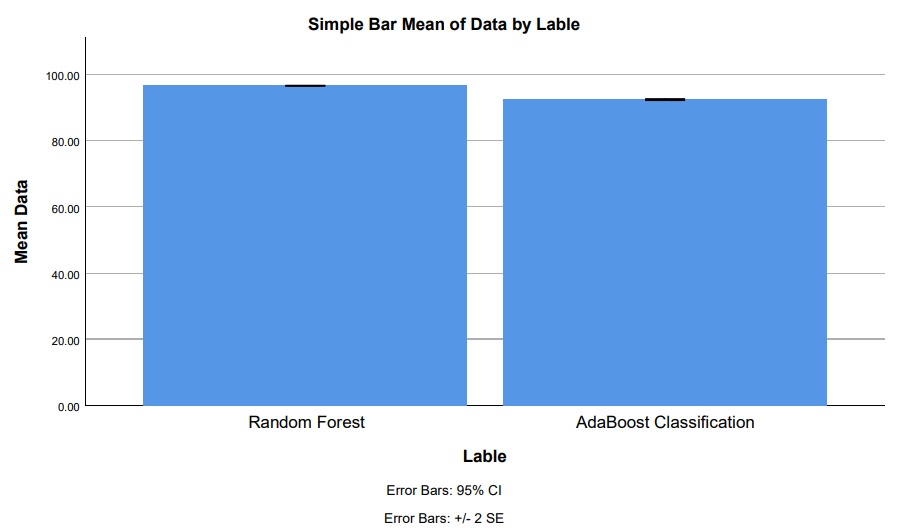 Simple Bar Mean of Data by Lable
100.00
80.00
60.00
40.00
20.00
0.00
Mean Data
Random Forest
AdaBoost Classification
Lable
Error Bars: 95% CI
Error Bars: +/- 2 SE